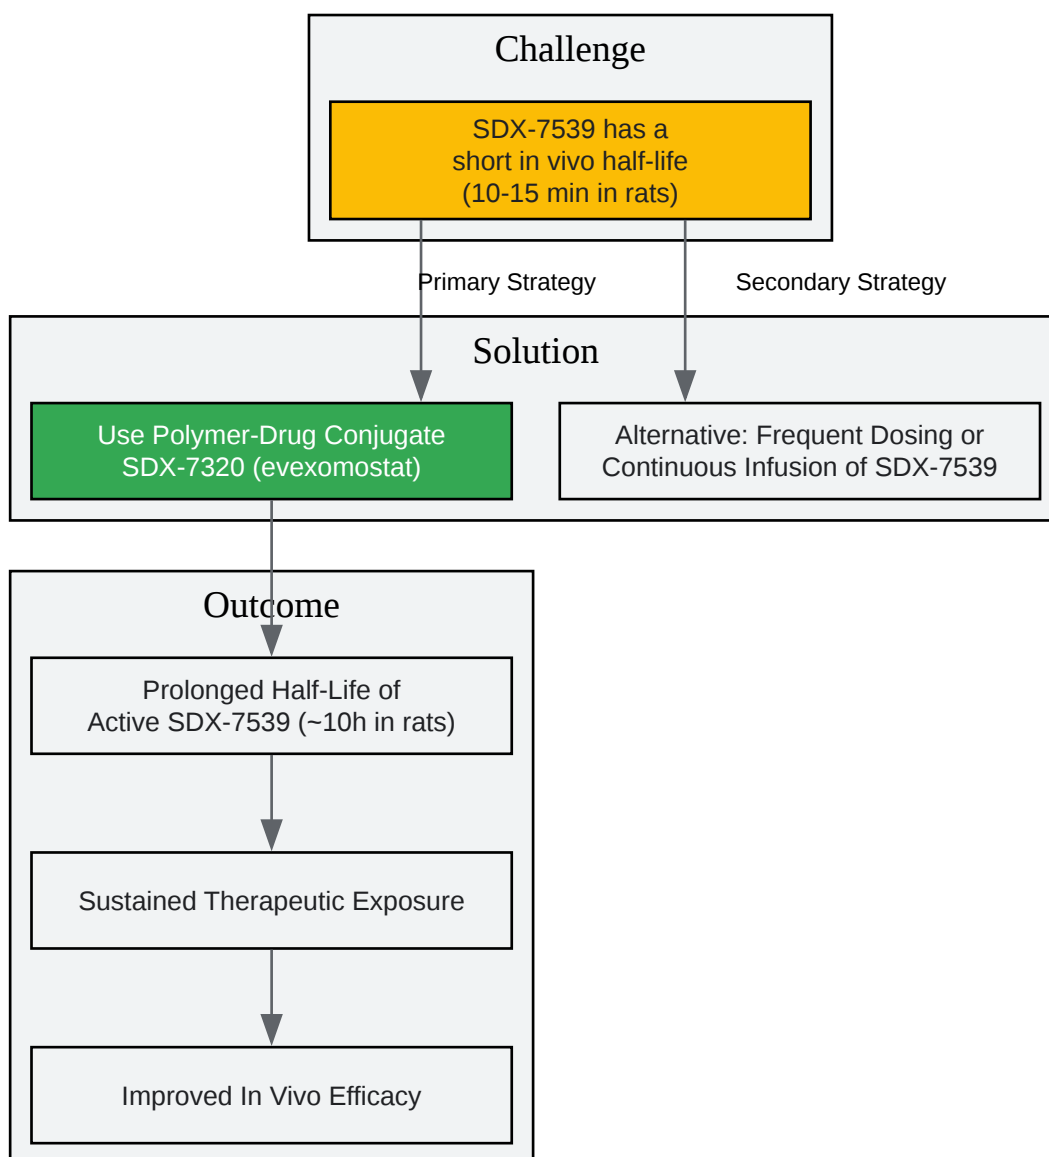 Challenge
SDX-7539 has a
short in vivo half-life
(10-15 min in rats)
Primary Strategy
Secondary Strategy
Solution
Use Polymer-Drug Conjugate
SDX-7320 (evexomostat)
Alternative: Frequent Dosing or
Continuous Infusion of SDX-7539
Outcome
Prolonged Half-Life of
Active SDX-7539 (~10h in rats)
Sustained Therapeutic Exposure
Improved In Vivo Efficacy